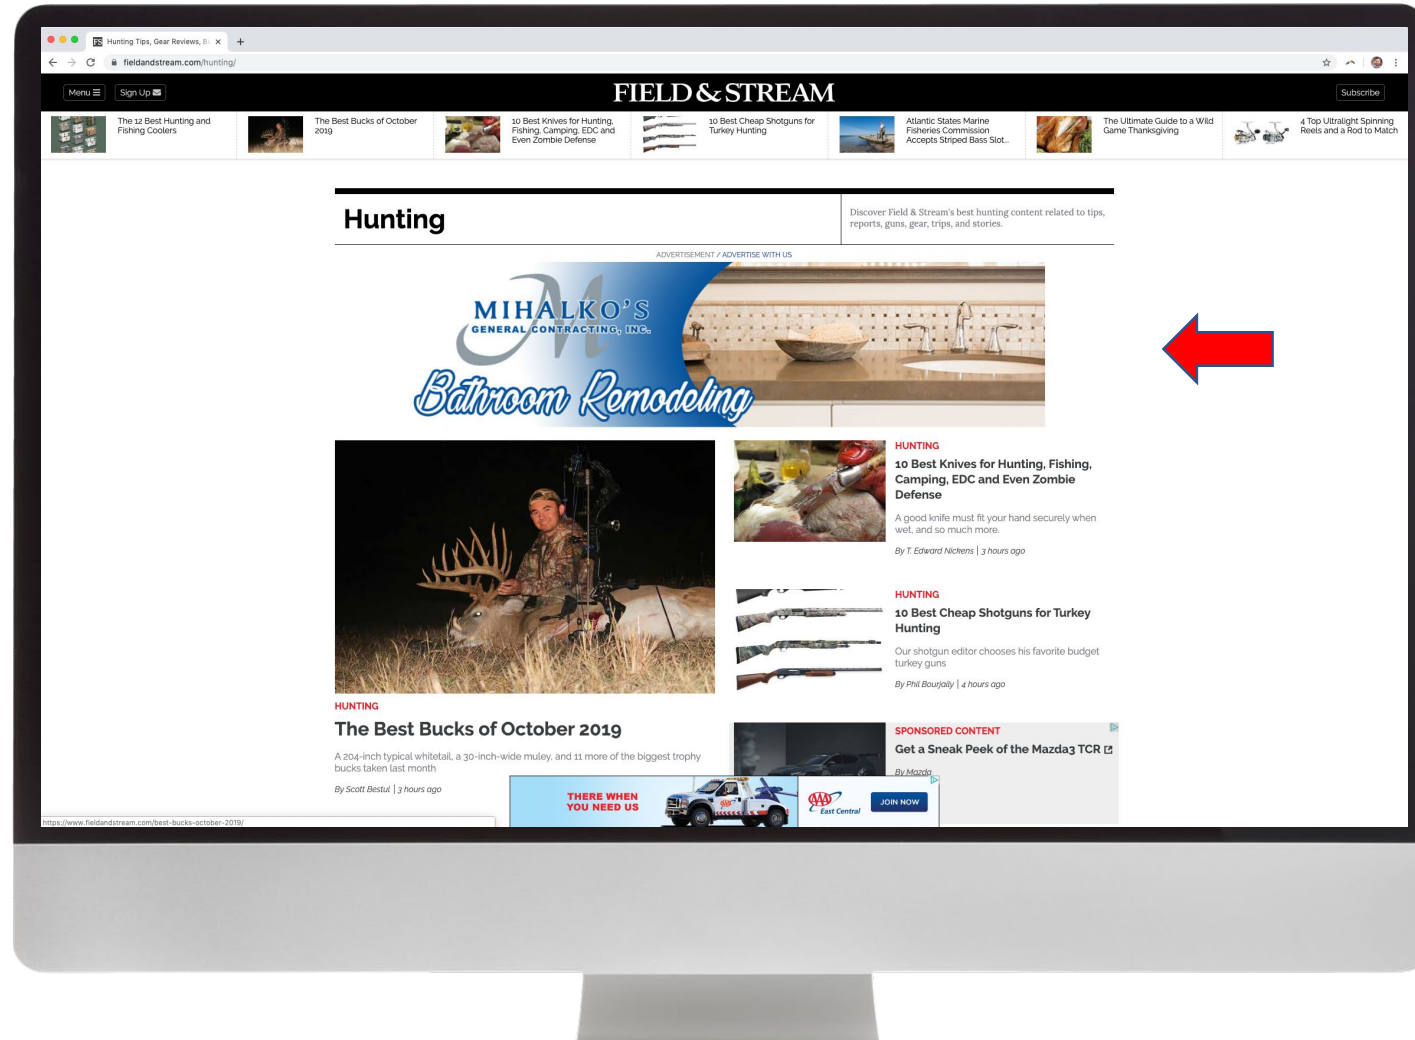 FS Hunting Tips, Gear Reviews, B
fieldandstream.com/hunting/
Menu
Sign Up
FIELD & STREAM
Subscribe
The 12 Best Hunting and
Fishing Coolers
The Best Bucks of October
2019
10 Best Knives for Hunting,
Fishing, Camping, EDC and
Even Zombie Defense
10 Best Cheap Shotguns for
Turkey Hunting
Atlantic States Marine
Fisheries Commission
Accepts Striped Bass Slot...
The Ultimate Guide to a Wild
Game Thanksgiving
4 Top Ultralight Spinning
Reels and a Rod to Match
Hunting
Discover Field & Stream's best hunting content related to tips,
reports, guns, gear, trips, and stories.
ADVERTISEMENT / ADVERTISE WITH US
M
MIHALKO'S
GENERAL CONTRACTING, INC.
Bathroom Remodeling
HUNTING
The Best Bucks of October 2019
A 204-inch typical whitetail, a 30-inch-wide muley, and 11 more of the biggest trophy
bucks taken last month
By Scott Bestul | 3 hours ago
HUNTING
10 Best Knives for Hunting, Fishing,
Camping, EDC and Even Zombie
Defense
A good knife must fit your hand securely when
wet, and so much more.
By T. Edward Nickens | 3 hours ago
HUNTING
10 Best Cheap Shotguns for Turkey
Hunting
Our shotgun editor chooses his favorite budget
turkey guns
By Phil Bourjaily | 4 hours ago
SPONSORED CONTENT
Get a Sneak Peek of the Mazda3 TCR
By Mazda
THERE WHEN
YOU NEED US
AAA
East Central
JOIN NOW
https://www.fieldandstream.com/best-bucks-october-2019/